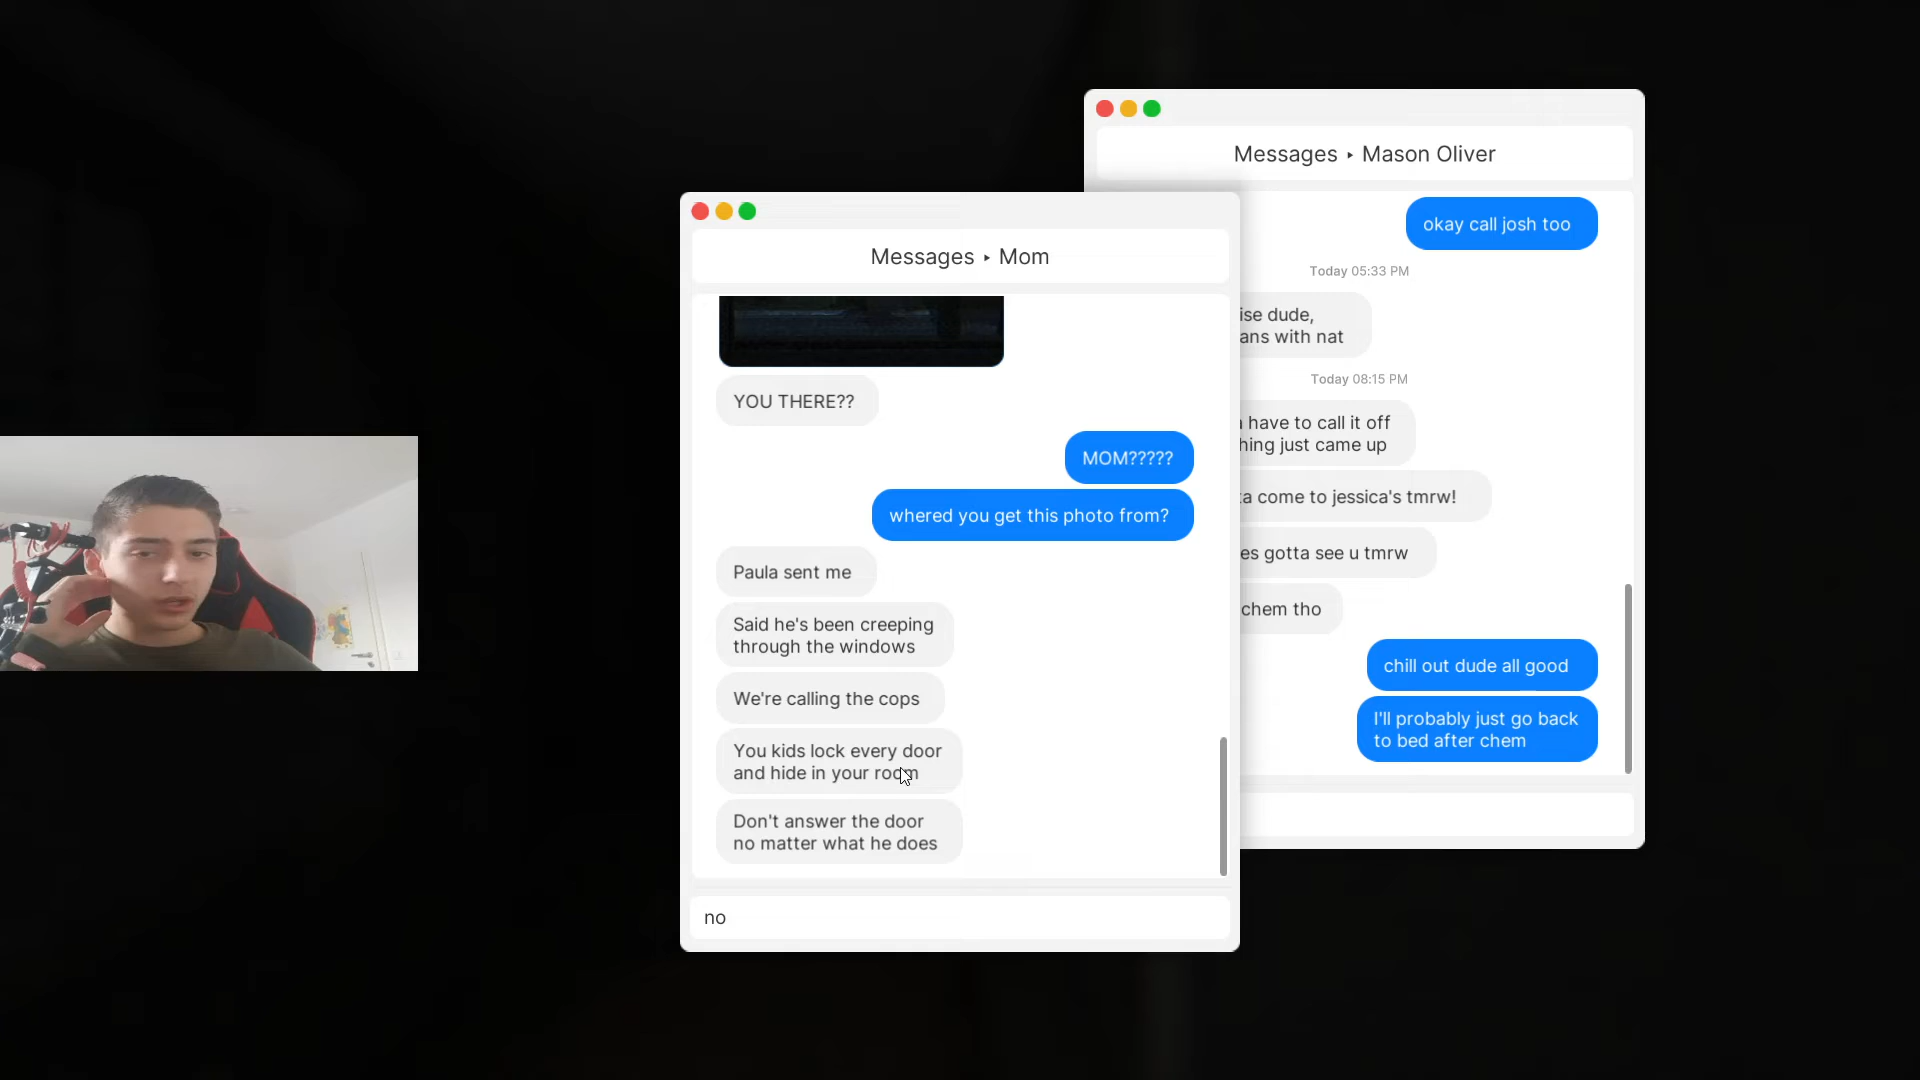 Messages ‣ Mason Oliver
okay call josh too
Today 05:33 PM
ise dude,
ans with nat
Today 08:15 PM
have to call it off
hing just came up
ta come to jessica's tmrw!
es gotta see u tmrw
chem tho
chill out dude all good
I'll probably just go back
to bed after chem
Messages ‣ Mom
YOU THERE??
MOM?????
whered you get this photo from?
Paula sent me
Said he's been creeping
through the windows
We're calling the cops
You kids lock every door
and hide in your room
Don't answer the door
no matter what he does
no